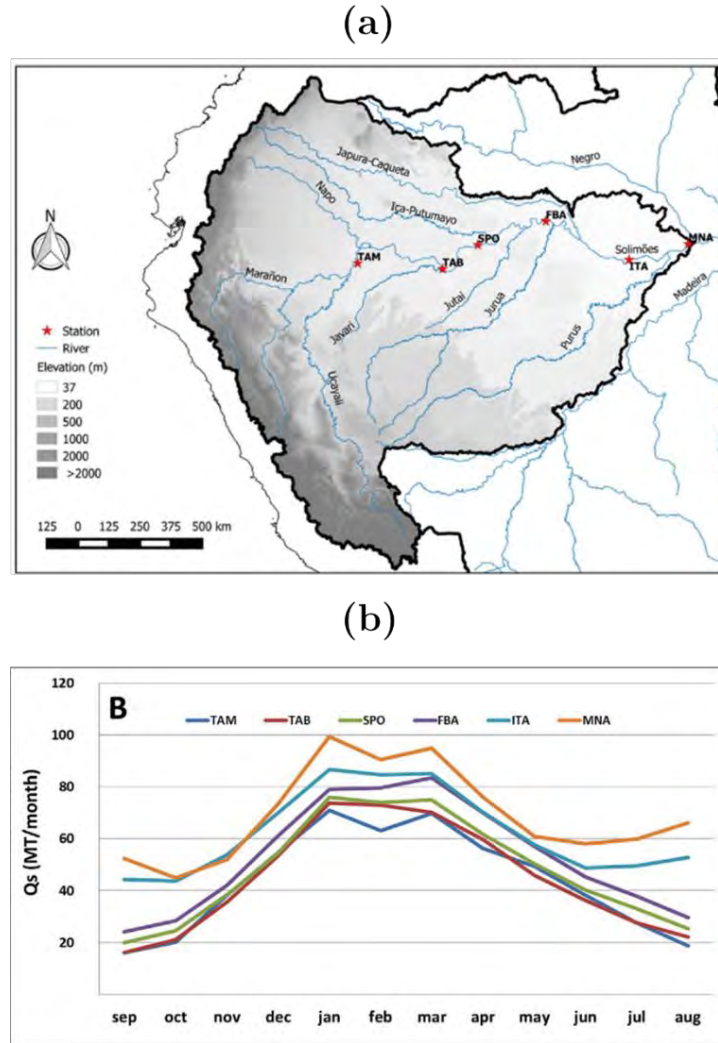 (a)
Negro
Japura-Caqueta
Napo
Iça-Putumayo
FBA
SPO
MNA
Solimões
TAM
TAB
ITA
Marañon
Madeira
Jutai
Jurua
Javari
Purus
Ucayali
N
Station
River
Elevation (m)
37
200
500
1000
2000
>2000
125 0 125 250 375 500 km
(b)
B
TAM TAB SPO FBA ITA MNA
Qs (MT/month)
120
100
80
60
40
20
sep oct nov dec jan feb mar apr may jun jul aug